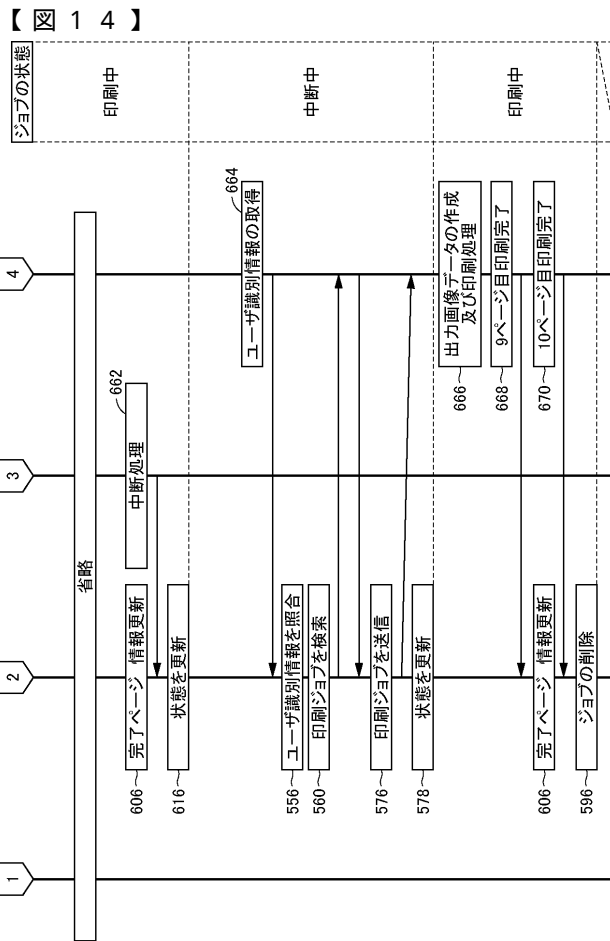 【図１４】
ジョブの状態
印刷中
中断中
印刷中
1
2
3
4
省略
662
中断処理
606
完了ページ 情報更新
616
状態を更新
664
ユーザ識別情報の取得
556
ユーザ識別情報を照合
560
印刷ジョブを検索
576
印刷ジョブを送信
578
状態を更新
666
出力画像データの作成
及び印刷処理
668
9ページ目印刷完了
670
10ページ目印刷完了
606
完了ページ 情報更新
596
ジョブの削除